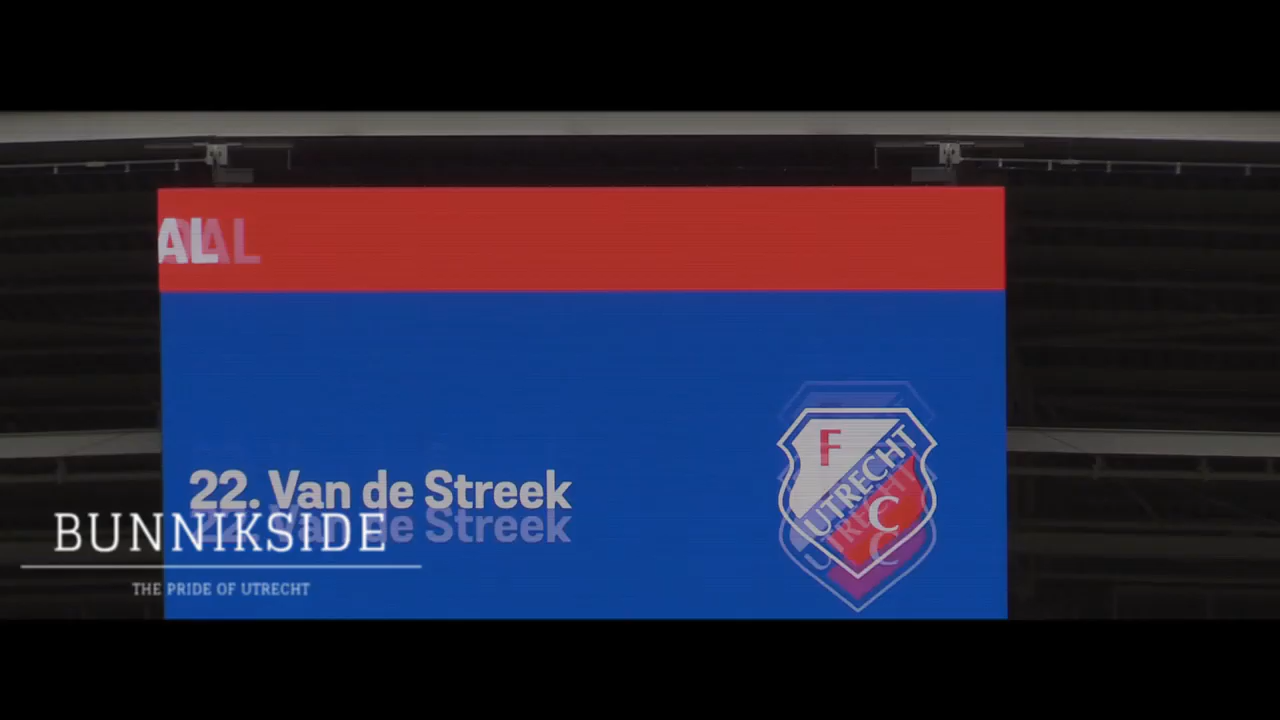 AL
22. Van de Streek
F
UTRECHT
C
BUNNIKSIDE
THE PRIDE OF UTRECHT